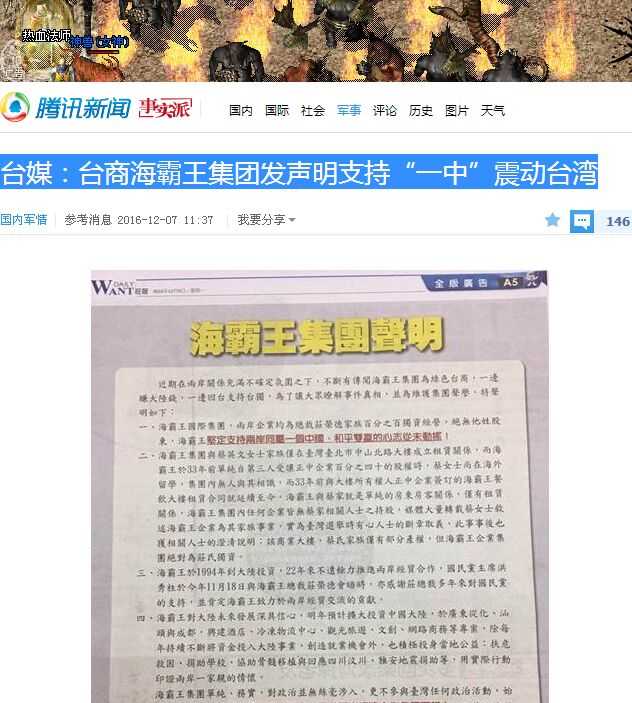 热血法师
神兽(女神)
腾讯新闻 事实派 国内 国际 社会 军事 评论 历史 图片 天气
台媒：台商海霸王集团发声明支持“一中”震动台湾
国内军情 参考消息 2016-12-07 11:37 我要分享 146
WANT DAILY 旺報 全版廣告 A5
海霸王集團聲明
近期在兩岸關係充滿不確定氛圍之下，不斷有傳聞海霸王集團為綠色台商，一邊
賺大陸錢，一邊回台支持台獨，為了讓大眾瞭解事件真相，並為維護集團聲譽，特聲
明如下：
一、海霸王國際集團，兩岸企業均為總裁莊榮德家族百分之百獨資經營，絕無他姓股
東，海霸王堅定支持兩岸同屬一個中國、和平雙贏的心志從未動搖！
二、海霸王集團與蔡英文女士家族僅在臺灣臺北市中山北路大樓成立租賃關係，而海
霸王於33年前單純自第三人受讓正中企業百分之四十的股權時，蔡女士尚在海外
留學，集團內無人與其相識，而33年前與大樓所有權人正中企業簽訂的海霸王餐
飲大樓租賃合同就延續至今，海霸王與蔡家就是單純的房東房客關係，僅有租賃
關係，海霸王集團內任何企業皆無蔡家相關人士之持股，媒體大量轉載蔡女士敘
述海霸王企業為其家族事業，實為臺灣選舉時有心人士的斷章取義，此事事後也
獲相關人士的澄清說明：該商業大樓，蔡氏家族僅有部分產權，但海霸王企業集
團絕對為莊氏獨資。
三、海霸王於1994年到大陸投資，22年來不遺餘力推進兩岸經貿合作，國民黨主席洪
秀柱於今年11月18日與海霸王總裁莊榮德會晤時，亦感謝莊總裁多年來對國民黨
的支持，並肯定海霸王致力於兩岸經貿交流的貢獻。
四、海霸王對大陸未來發展深具信心，明年預計擴大投資中國大陸，於廣東從化、汕
頭與成都，興建酒店、冷凍物流中心、觀光旅遊、文創、網路商務等專案，除每
年持續不斷將資金投入大陸事業，創造就業機會外，也積極投身當地公益：扶危
救困、捐助學校、協助骨髓移植與回應四川汶川、雅安地震捐助等，用實際行動
印證兩岸一家親的情懷。
海霸王集團單純、務實，對政治並無絲毫涉入，更不參與臺灣任何政治活動，始